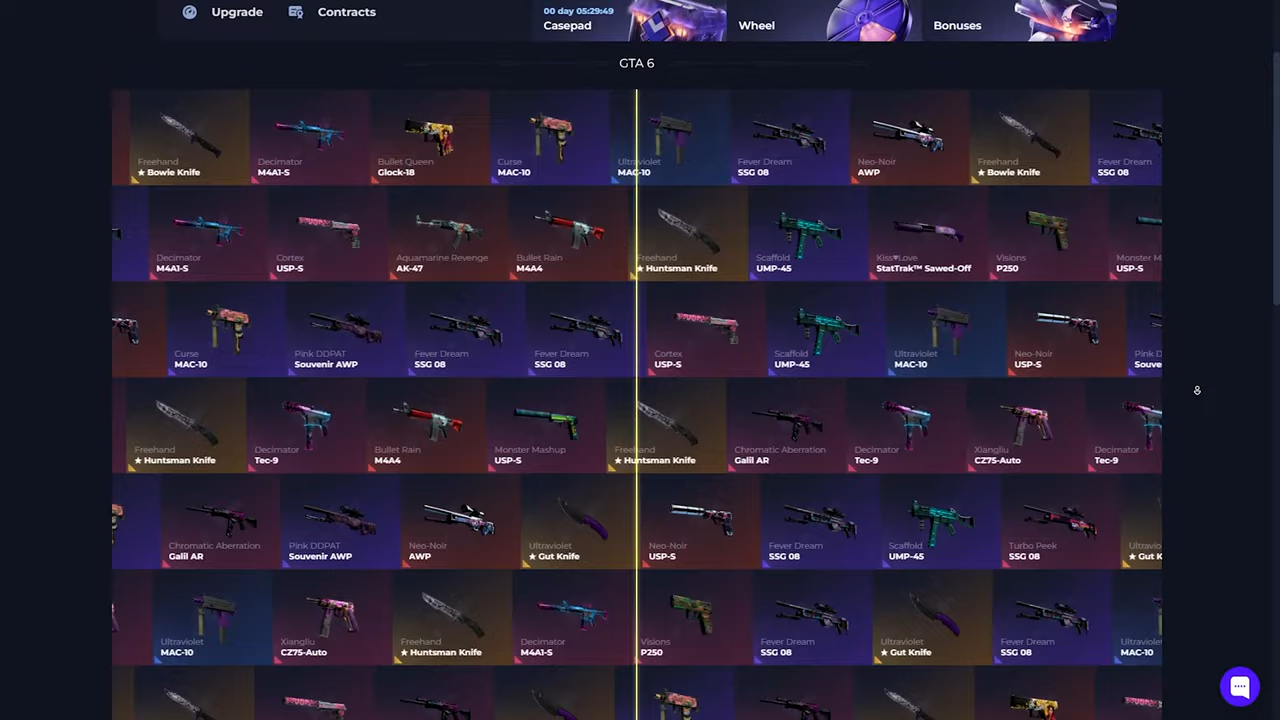 Upgrade
Contracts
00 day 05:29:49
Casepad
Wheel
Bonuses
GTA 6
Freehand
★ Bowie Knife
Decimator
M4A1-S
Bullet Queen
Glock-18
Curse
MAC-10
Ultraviolet
MAC-10
Fever Dream
SSG 08
Neo-Noir
AWP
Freehand
★ Bowie Knife
Fever Dream
SSG 08
Decimator
M4A1-S
Cortex
USP-S
Aquamarine Revenge
AK-47
Bullet Rain
M4A4
Freehand
★ Huntsman Knife
Scaffold
UMP-45
Kiss♥Love
StatTrak™ Sawed-Off
Visions
P250
Monster M
USP-S
Curse
MAC-10
Pink DDPAT
Souvenir AWP
Fever Dream
SSG 08
Fever Dream
SSG 08
Cortex
USP-S
Scaffold
UMP-45
Ultraviolet
MAC-10
Neo-Noir
USP-S
Pink D
Souve
Freehand
★ Huntsman Knife
Decimator
Tec-9
Bullet Rain
M4A4
Monster Mashup
USP-S
Freehand
★ Huntsman Knife
Chromatic Aberration
Galil AR
Decimator
Tec-9
Xiangliu
CZ75-Auto
Decimator
Tec-9
Chromatic Aberration
Galil AR
Pink DDPAT
Souvenir AWP
Neo-Noir
AWP
Ultraviolet
★ Gut Knife
Neo-Noir
USP-S
Fever Dream
SSG 08
Scaffold
UMP-45
Turbo Peek
SSG 08
Ultravio
★ Gut K
Ultraviolet
MAC-10
Xiangliu
CZ75-Auto
Freehand
★ Huntsman Knife
Decimator
M4A1-S
Visions
P250
Fever Dream
SSG 08
Ultraviolet
★ Gut Knife
Fever Dream
SSG 08
Ultraviolet
MAC-10